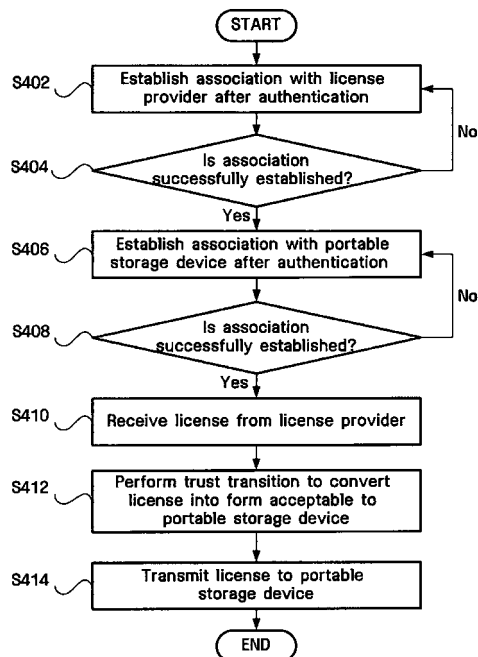 START
S402
Establish association with license
provider after authentication
No
S404
Is association
successfully established?
Yes
S406
Establish association with portable
storage device after authentication
No
S408
Is association
successfully established?
Yes
S410
Receive license from license provider
S412
Perform trust transition to convert
license into form acceptable to
portable storage device
S414
Transmit license to portable
storage device
END